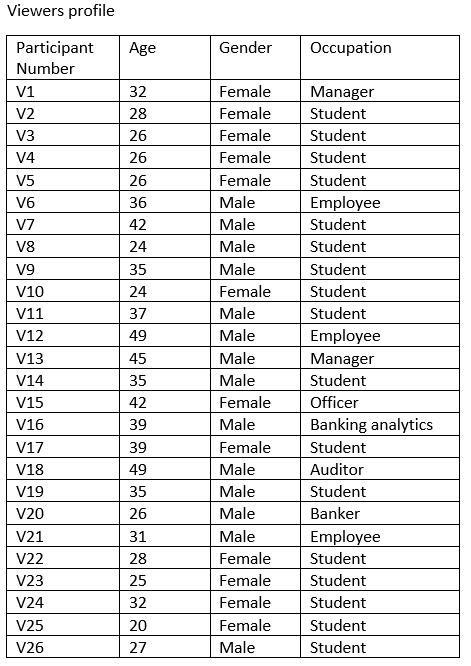 Viewers profile
Participant Number Age Gender Occupation
V1 32 Female Manager
V2 28 Female Student
V3 26 Female Student
V4 26 Female Student
V5 26 Female Student
V6 36 Male Employee
V7 42 Male Student
V8 24 Male Student
V9 35 Male Student
V10 24 Female Student
V11 37 Male Student
V12 49 Male Employee
V13 45 Male Manager
V14 35 Male Student
V15 42 Female Officer
V16 39 Male Banking analytics
V17 39 Female Student
V18 49 Male Auditor
V19 35 Male Student
V20 26 Male Banker
V21 31 Male Employee
V22 28 Female Student
V23 25 Female Student
V24 32 Female Student
V25 20 Female Student
V26 27 Male Student